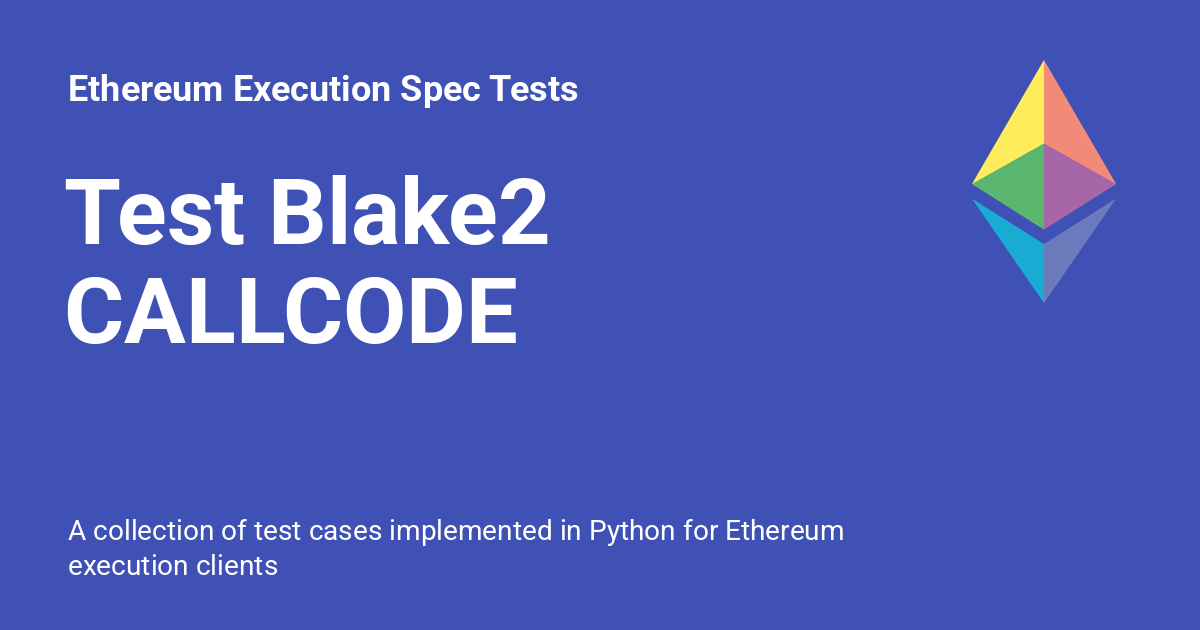 Ethereum Execution Spec Tests
Test Blake2
CALLCODE
A collection of test cases implemented in Python for Ethereum
execution clients